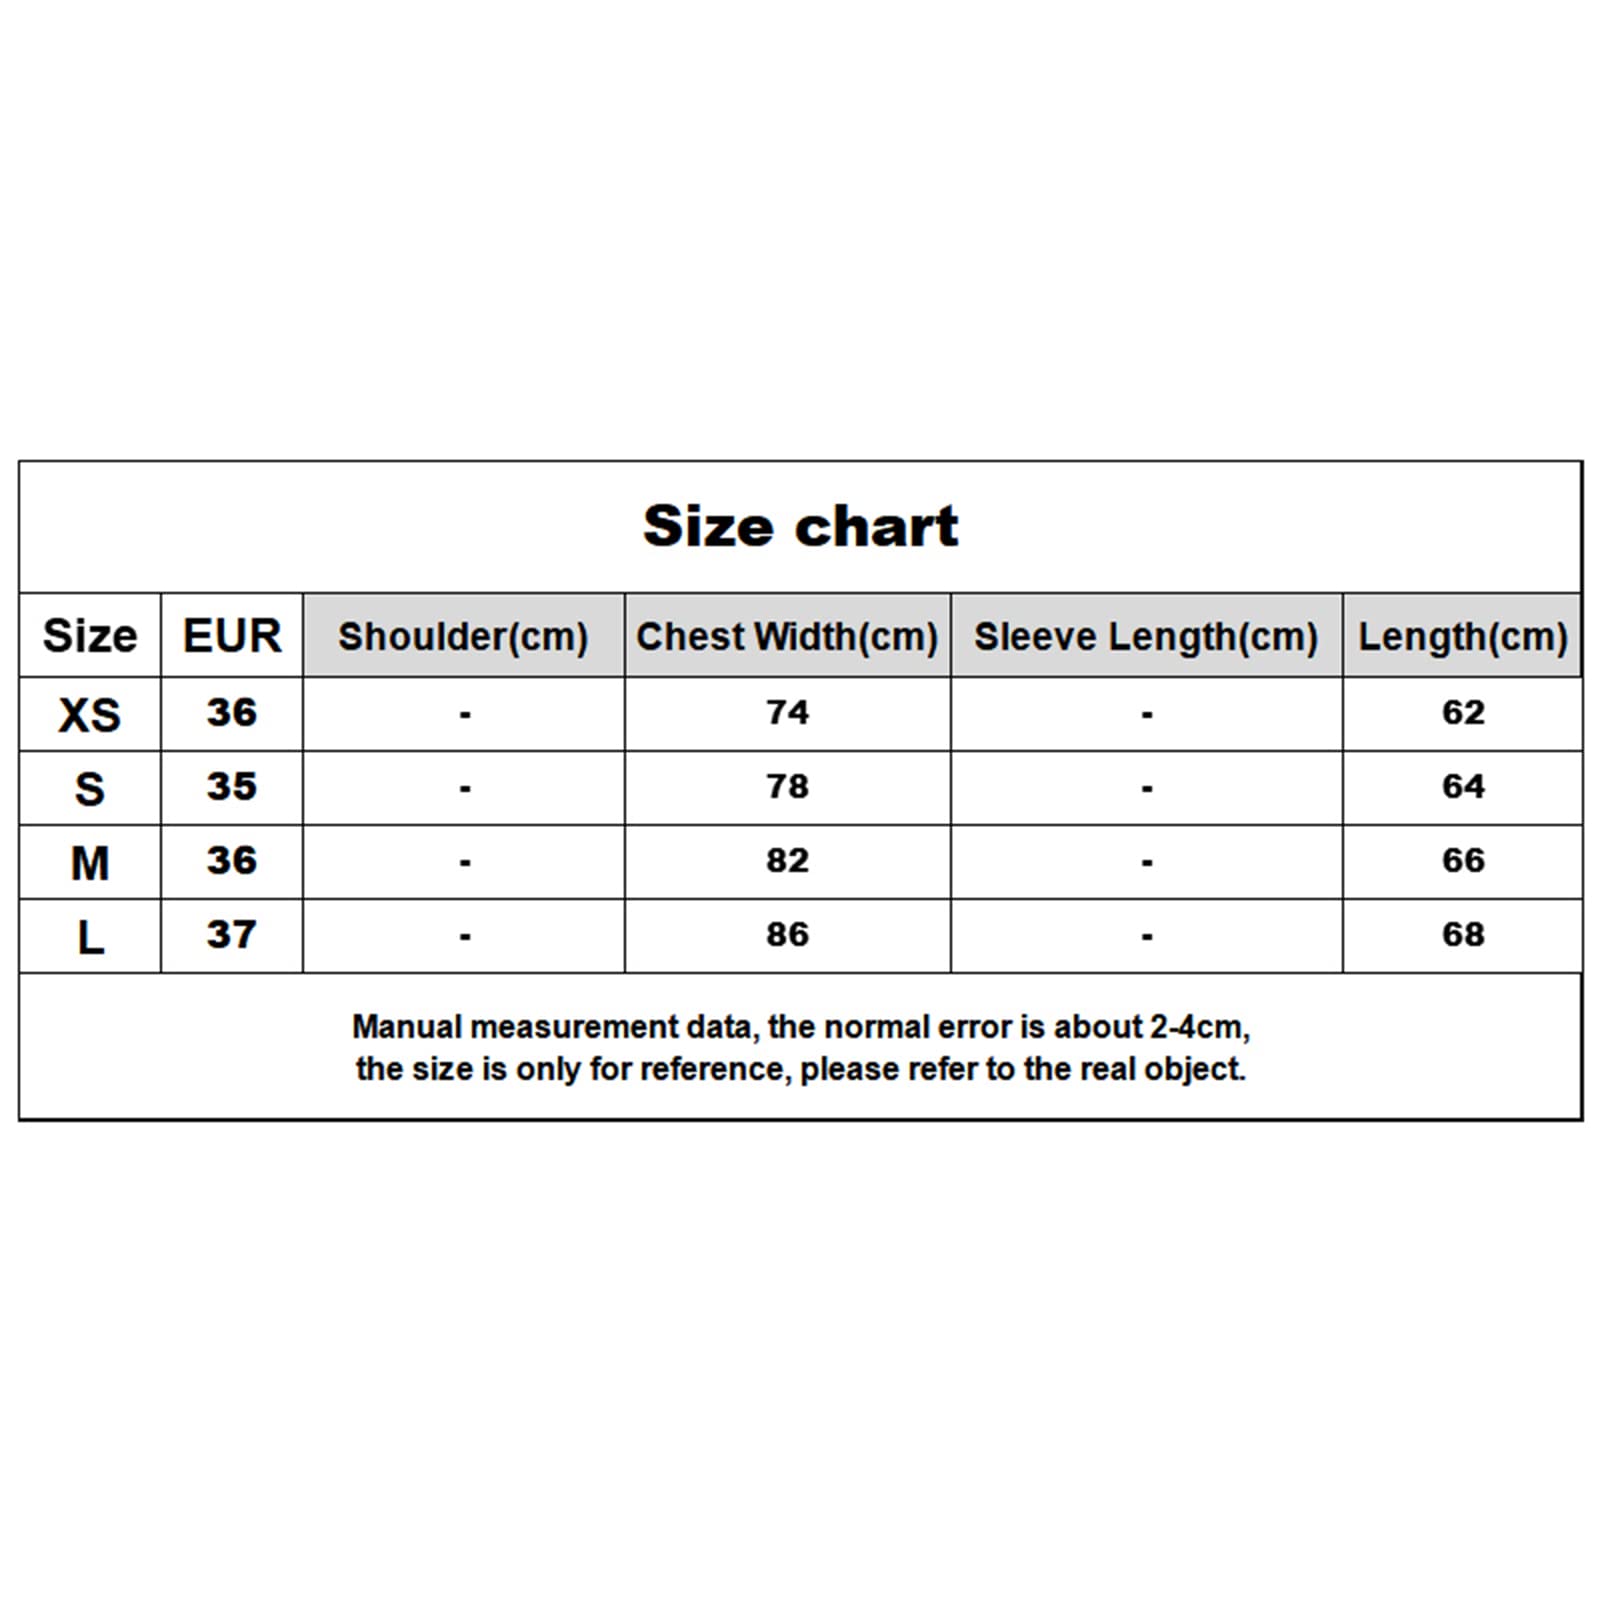 Size chart
Size EUR Shoulder(cm) Chest Width(cm) Sleeve Length(cm) Length(cm)
XS 36 - 74 - 62
S 35 - 78 - 64
M 36 - 82 - 66
L 37 - 86 - 68
Manual measurement data, the normal error is about 2-4cm,
the size is only for reference, please refer to the real object.